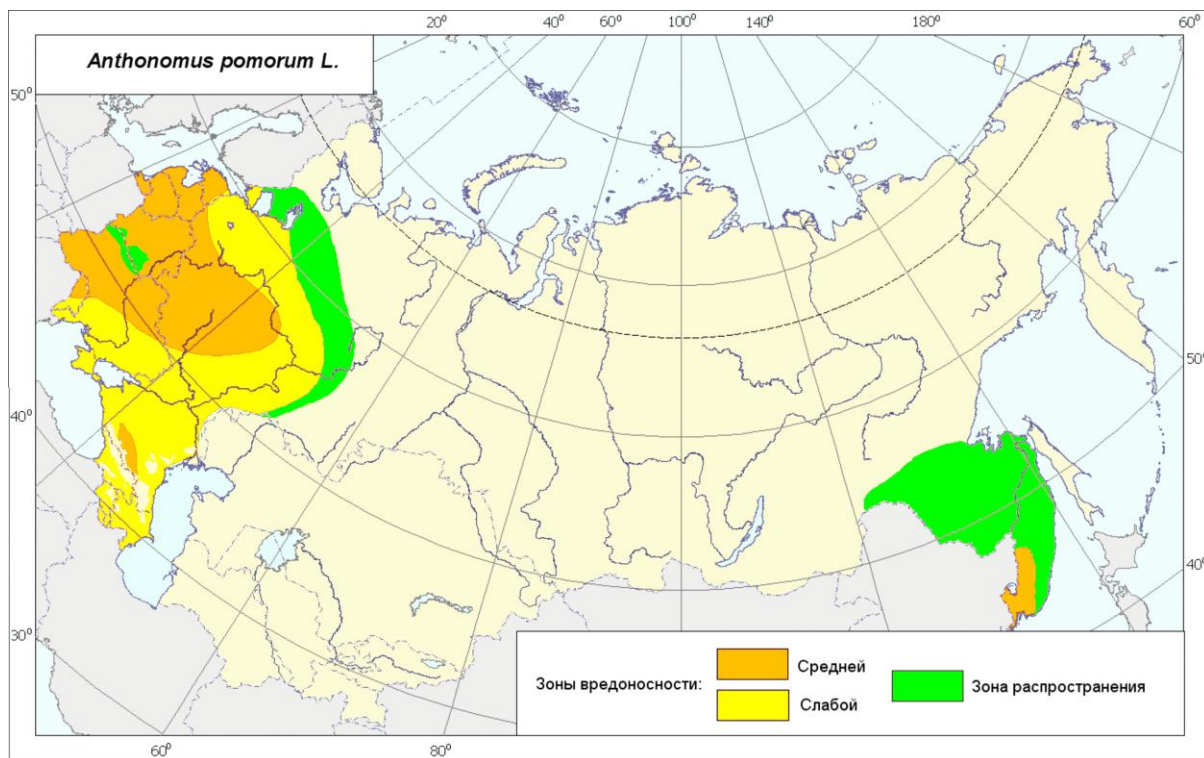 20⁰ 40⁰ 60⁰ 100⁰ 140⁰ 180⁰ 60⁰
Anthonomus pomorum L.
50⁰
50⁰
40⁰
40⁰
30⁰
Зоны вредоносности:
Средней
Слабой
Зона распространения
60⁰ 80⁰